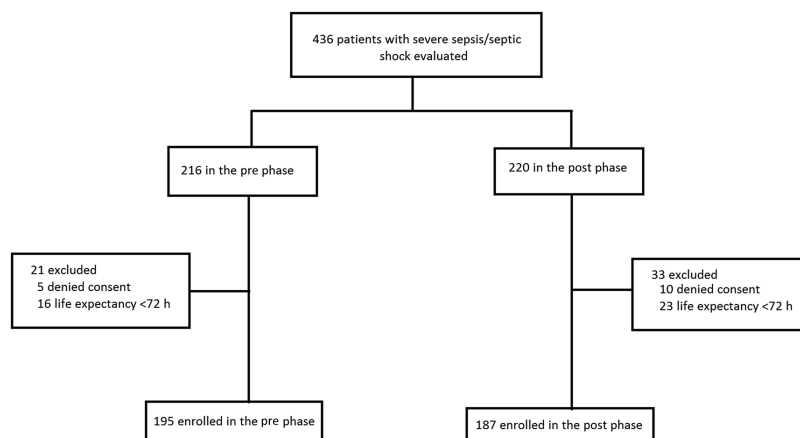 436 patients with severe sepsis/septic
shock evaluated
216 in the pre phase
220 in the post phase
21 excluded
5 denied consent
16 life expectancy <72 h
33 excluded
10 denied consent
23 life expectancy <72 h
195 enrolled in the pre phase
187 enrolled in the post phase